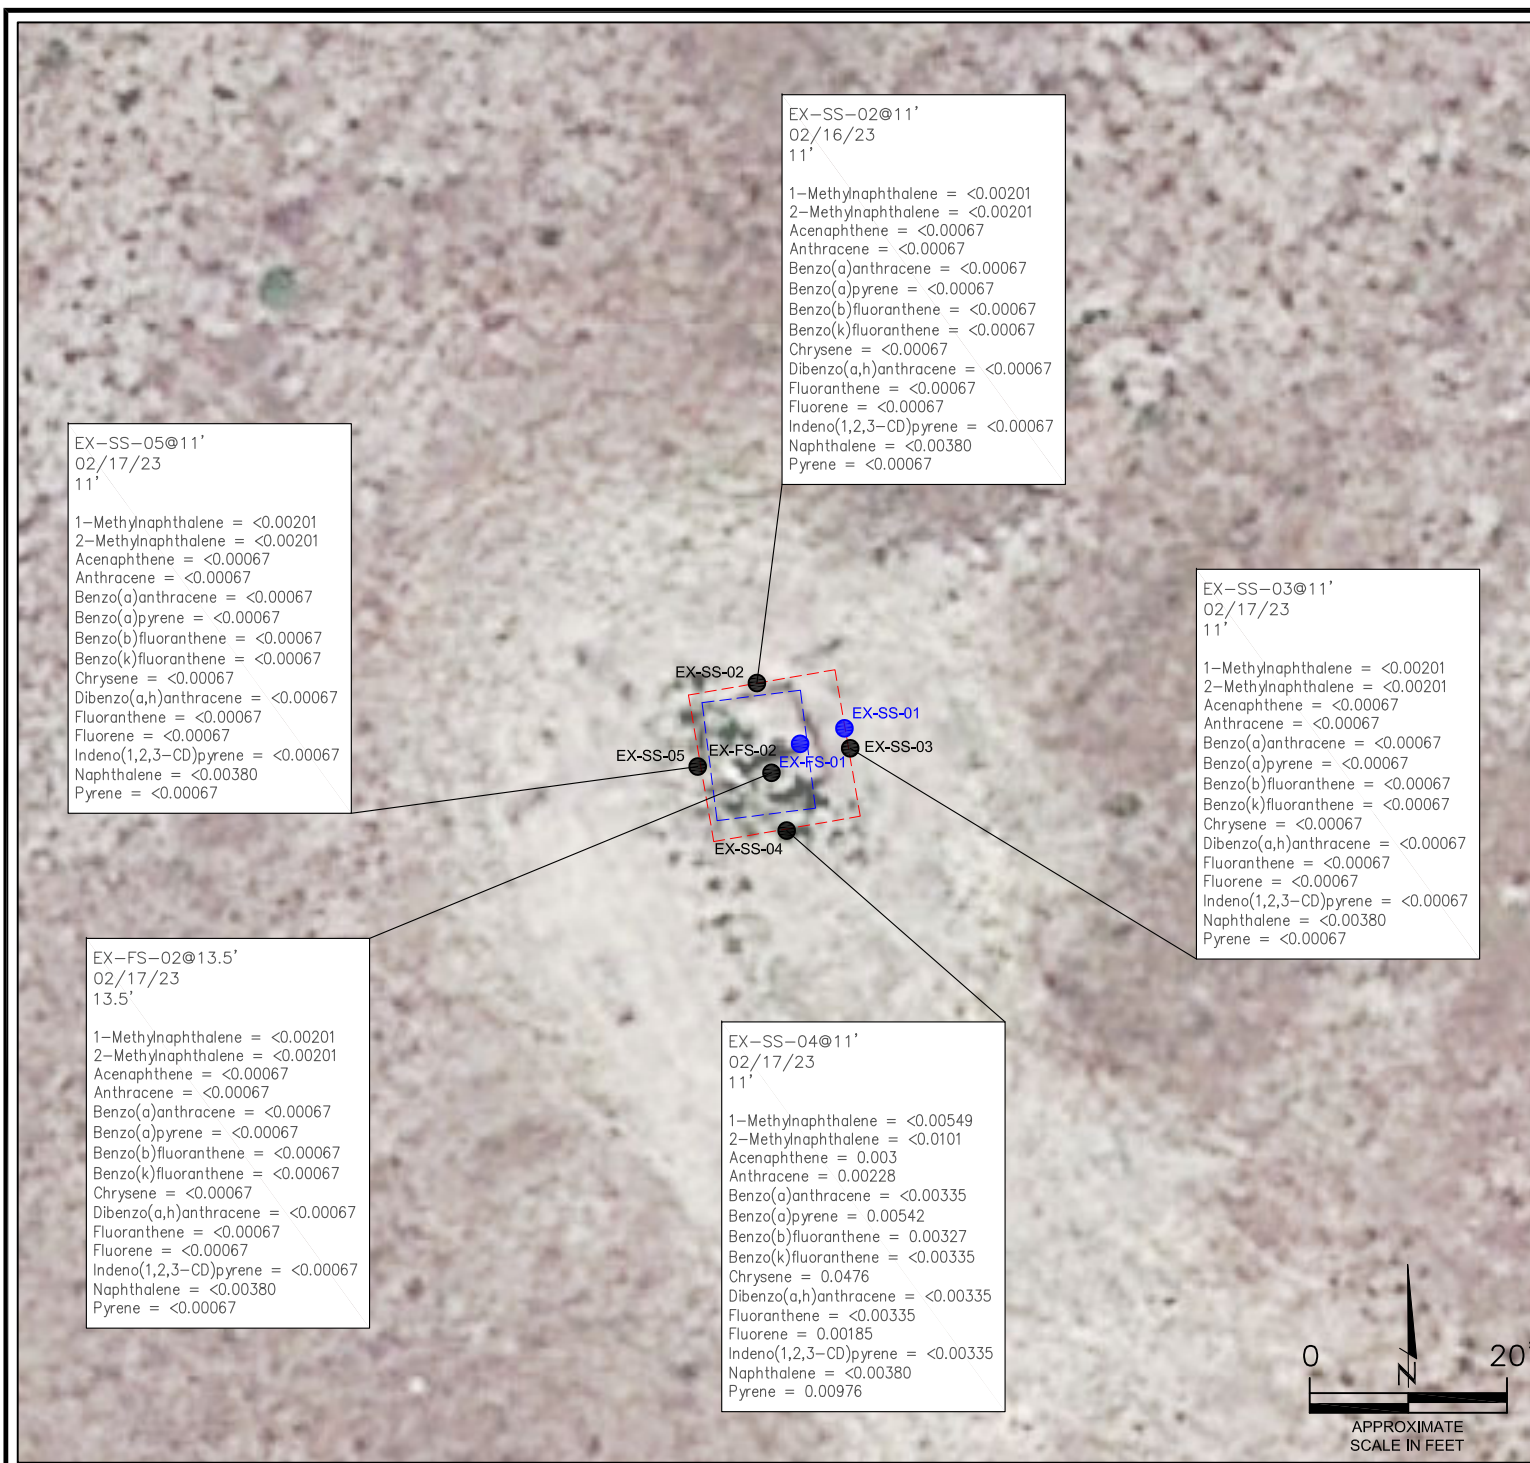 EX-SS-02@11'
02/16/23
11'
1-Methylnaphthalene = <0.00201
2-Methylnaphthalene = <0.00201
Acenaphthene = <0.00067
Anthracene = <0.00067
Benzo(a)anthracene = <0.00067
Benzo(a)pyrene = <0.00067
Benzo(b)fluoranthene = <0.00067
Benzo(k)fluoranthene = <0.00067
Chrysene = <0.00067
Dibenzo(a,h)anthracene = <0.00067
Fluoranthene = <0.00067
Fluorene = <0.00067
Indeno(1,2,3-CD)pyrene = <0.00067
Naphthalene = <0.00380
Pyrene = <0.00067
EX-SS-05@11'
02/17/23
11'
1-Methylnaphthalene = <0.00201
2-Methylnaphthalene = <0.00201
Acenaphthene = <0.00067
Anthracene = <0.00067
Benzo(a)anthracene = <0.00067
Benzo(a)pyrene = <0.00067
Benzo(b)fluoranthene = <0.00067
Benzo(k)fluoranthene = <0.00067
Chrysene = <0.00067
Dibenzo(a,h)anthracene = <0.00067
Fluoranthene = <0.00067
Fluorene = <0.00067
Indeno(1,2,3-CD)pyrene = <0.00067
Naphthalene = <0.00380
Pyrene = <0.00067
EX-SS-03@11'
02/17/23
11'
1-Methylnaphthalene = <0.00201
2-Methylnaphthalene = <0.00201
Acenaphthene = <0.00067
Anthracene = <0.00067
Benzo(a)anthracene = <0.00067
Benzo(a)pyrene = <0.00067
Benzo(b)fluoranthene = <0.00067
Benzo(k)fluoranthene = <0.00067
Chrysene = <0.00067
Dibenzo(a,h)anthracene = <0.00067
Fluoranthene = <0.00067
Fluorene = <0.00067
Indeno(1,2,3-CD)pyrene = <0.00067
Naphthalene = <0.00380
Pyrene = <0.00067
EX-SS-02
EX-SS-01
EX-SS-03
EX-SS-05
EX-FS-02
EX-FS-01
EX-SS-04
EX-FS-02@13.5'
02/17/23
13.5'
1-Methylnaphthalene = <0.00201
2-Methylnaphthalene = <0.00201
Acenaphthene = <0.00067
Anthracene = <0.00067
Benzo(a)anthracene = <0.00067
Benzo(a)pyrene = <0.00067
Benzo(b)fluoranthene = <0.00067
Benzo(k)fluoranthene = <0.00067
Chrysene = <0.00067
Dibenzo(a,h)anthracene = <0.00067
Fluoranthene = <0.00067
Fluorene = <0.00067
Indeno(1,2,3-CD)pyrene = <0.00067
Naphthalene = <0.00380
Pyrene = <0.00067
EX-SS-04@11'
02/17/23
11'
1-Methylnaphthalene = <0.00549
2-Methylnaphthalene = <0.0101
Acenaphthene = 0.003
Anthracene = 0.00228
Benzo(a)anthracene = <0.00335
Benzo(a)pyrene = 0.00542
Benzo(b)fluoranthene = 0.00327
Benzo(k)fluoranthene = <0.00335
Chrysene = 0.0476
Dibenzo(a,h)anthracene = <0.00335
Fluoranthene = <0.00335
Fluorene = 0.00185
Indeno(1,2,3-CD)pyrene = <0.00335
Naphthalene = <0.00380
Pyrene = 0.00976
N
0 20'
APPROXIMATE
SCALE IN FEET